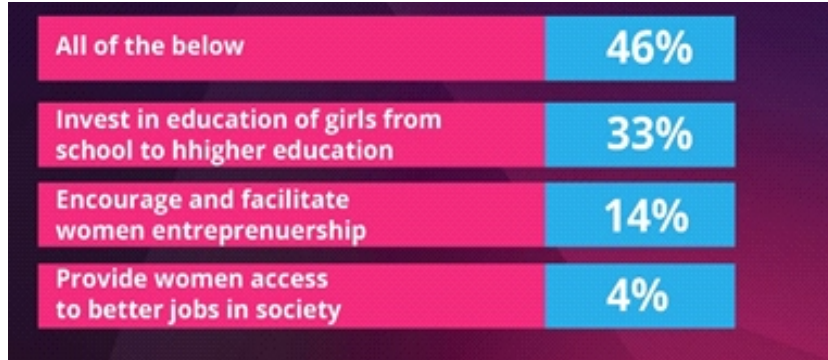 All of the below
46%
Invest in education of girls from
school to hhigher education
33%
Encourage and facilitate
women entreprenuership
14%
Provide women access
to better jobs in society
4%